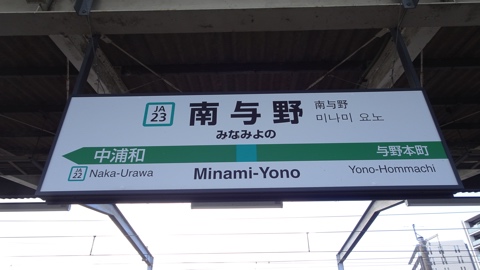 JA
23
南与野
みなみよの
南与野
미나미 요노
中浦和
与野本町
JA
22
Naka-Urawa
Minami-Yono
Yono-Hommachi